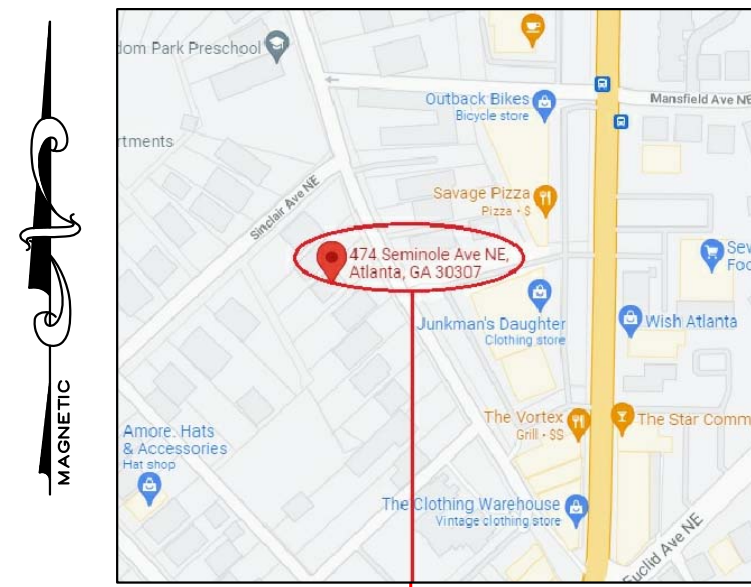 MAGNETIC
dom Park Preschool
Outback Bikes
Bicycle store
Mansfield Ave NE
rtments
Sinclair Ave NE
Savage Pizza
Pizza • $
474 Seminole Ave NE,
Atlanta, GA 30307
Sev
Foo
Junkman's Daughter
Clothing store
Wish Atlanta
The Vortex
Grill • $$
The Star Comm
Amore. Hats
& Accessories
Hat shop
The Clothing Warehouse
Vintage clothing store
Euclid Ave NE